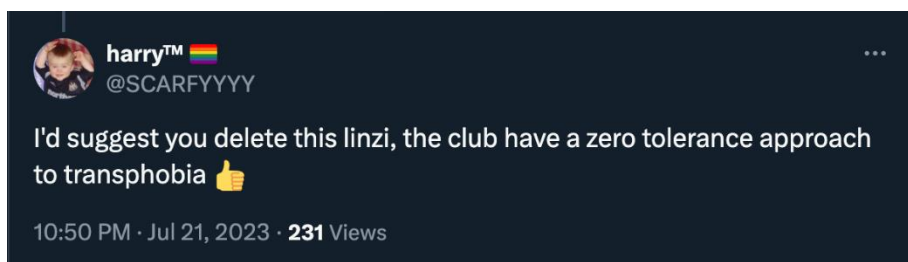 harry™ 🏳️‍🌈
@SCARFYYYY
I'd suggest you delete this linzi, the club have a zero tolerance approach
to transphobia 👍
10:50 PM · Jul 21, 2023 · 231 Views